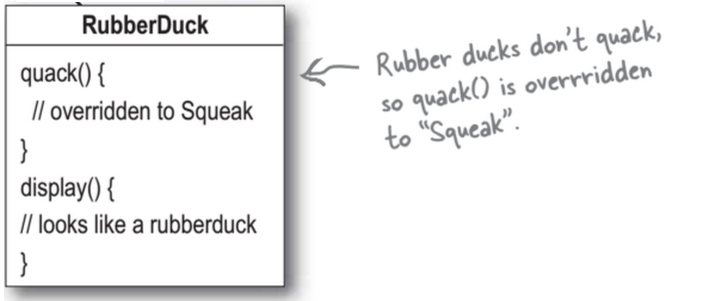 RubberDuck
quack() {
// overridden to Squeak
}
display() {
// looks like a rubberduck
}
Rubber ducks don't quack,
so quack() is overrridden
to "Squeak".